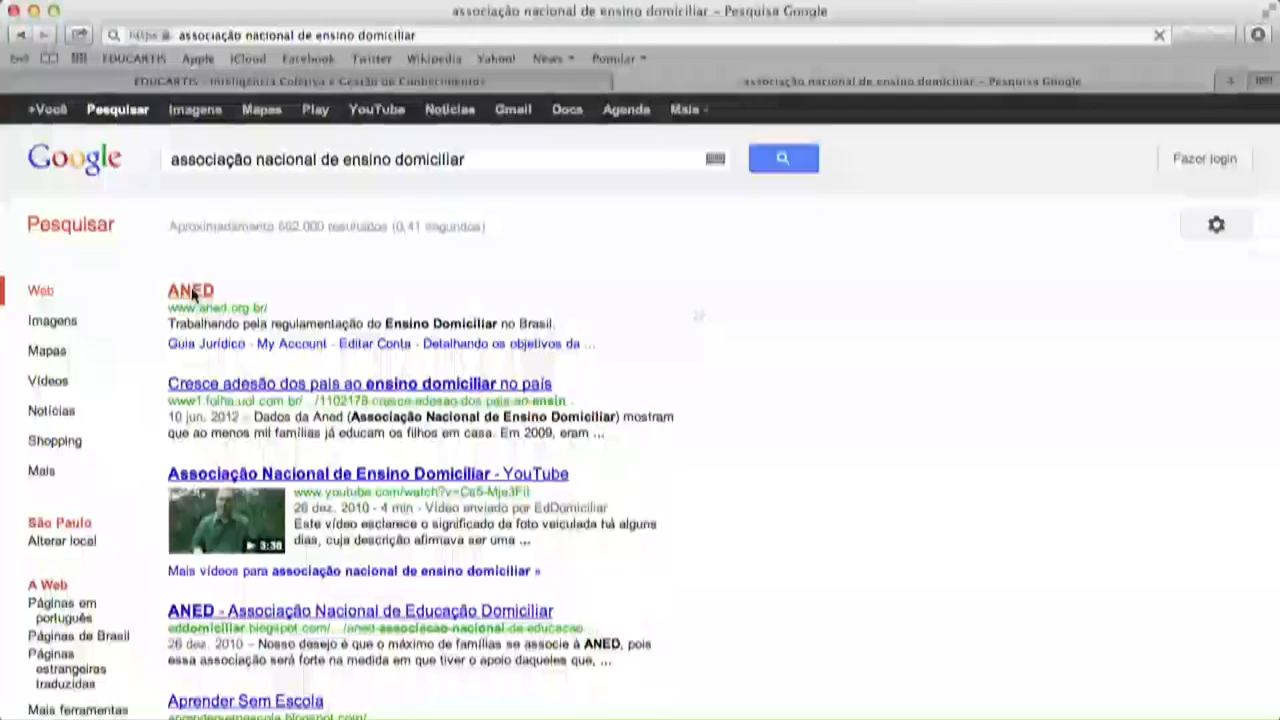 associação nacional de ensino domiciliar – Pesquisa Google
associação nacional de ensino domiciliar
EDUCARTIS Apple iCloud Facebook Twitter Wikipedia Yahoo! News Popular
EDUCARTIS - Inteligência Coletiva e Gestão de Conhecimentos
associação nacional de ensino domiciliar – Pesquisa Google
+Você Pesquisar Imagens Mapas Play YouTube Notícias Gmail Docs Agenda Mais
Google
associação nacional de ensino domiciliar
Fazer login
Pesquisar
Aproximadamente 662.000 resultados (0,41 segundos)
Web
Imagens
Mapas
Vídeos
Notícias
Shopping
Mais
São Paulo
Alterar local
A Web
Páginas em
português
Páginas de Brasil
Páginas
estrangeiras
traduzidas
Mais ferramentas
ANED
www.aned.org.br/
Trabalhando pela regulamentação do Ensino Domiciliar no Brasil.
Guia Jurídico - My Account - Editar Conta - Detalhando os objetivos da ...
Cresce adesão dos pais ao ensino domiciliar no país
www1.folha.uol.com.br/.../1102178-cresce-adesao-dos-pais-ao-ensin...
10 jun. 2012 – Dados da Aned (Associação Nacional de Ensino Domiciliar) mostram
que ao menos mil famílias já educam os filhos em casa. Em 2009, eram ...
Associação Nacional de Ensino Domiciliar - YouTube
www.youtube.com/watch?v=
26 dez. 2010 - 4 min - Vídeo enviado por EdDomiciliar
Este vídeo esclarece o significado da foto veiculada há alguns
dias, cuja descrição afirmava ser uma ...
3:38
Mais vídeos para associação nacional de ensino domiciliar »
ANED - Associação Nacional de Educação Domiciliar
eddomiciliar.blogspot.com/.../aned-associacao-nacional-de-educacao
26 dez. 2010 – Nosso desejo é que o máximo de famílias se associe à ANED, pois
essa associação será forte na medida em que tiver o apoio daqueles que, ...
Aprender Sem Escola
aprendersemescola.blogspot.com/